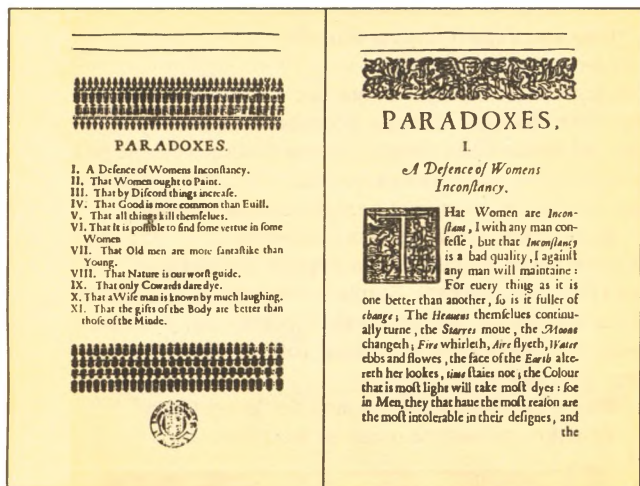 PARADOXES.
I. A Defence of Womens Inconſtancy.
II. That Women ought to Paint.
III. That by Diſcord things increaſe.
IV. That Good is more common than Euill.
V. That all things kill themſelues.
VI. That it is poſſible to find ſome vertue in ſome
Women
VII. That Old men are more fantaſtike than
Young.
VIII. That Nature is our worſt guide.
IX. That only Cowards dare dye.
X. That a Wiſe man is known by much laughing.
XI. That the gifts of the Body are better than
thoſe of the Minde.
PARADOXES.
I.
A Defence of Womens
Inconſtancy.
THat Women are Incon-
ſtant, I with any man con-
feſſe, but that Inconſtancy
is a bad quality, I againſt
any man will maintaine:
For euery thing as it is
one better than another, ſo is it fuller of
change; The Heauens themſelues continu-
ally turne, the Starres moue, the Moone
changeth; Fire whirleth, Aire flyeth, Water
ebbs and flowes, the face of the Earth alte-
reth her lookes, time ſtaies not; the Colour
that is moſt light will take moſt dyes: ſoe
in Men, they that haue the moſt reaſon are
the moſt intolerable in their deſignes, and
the